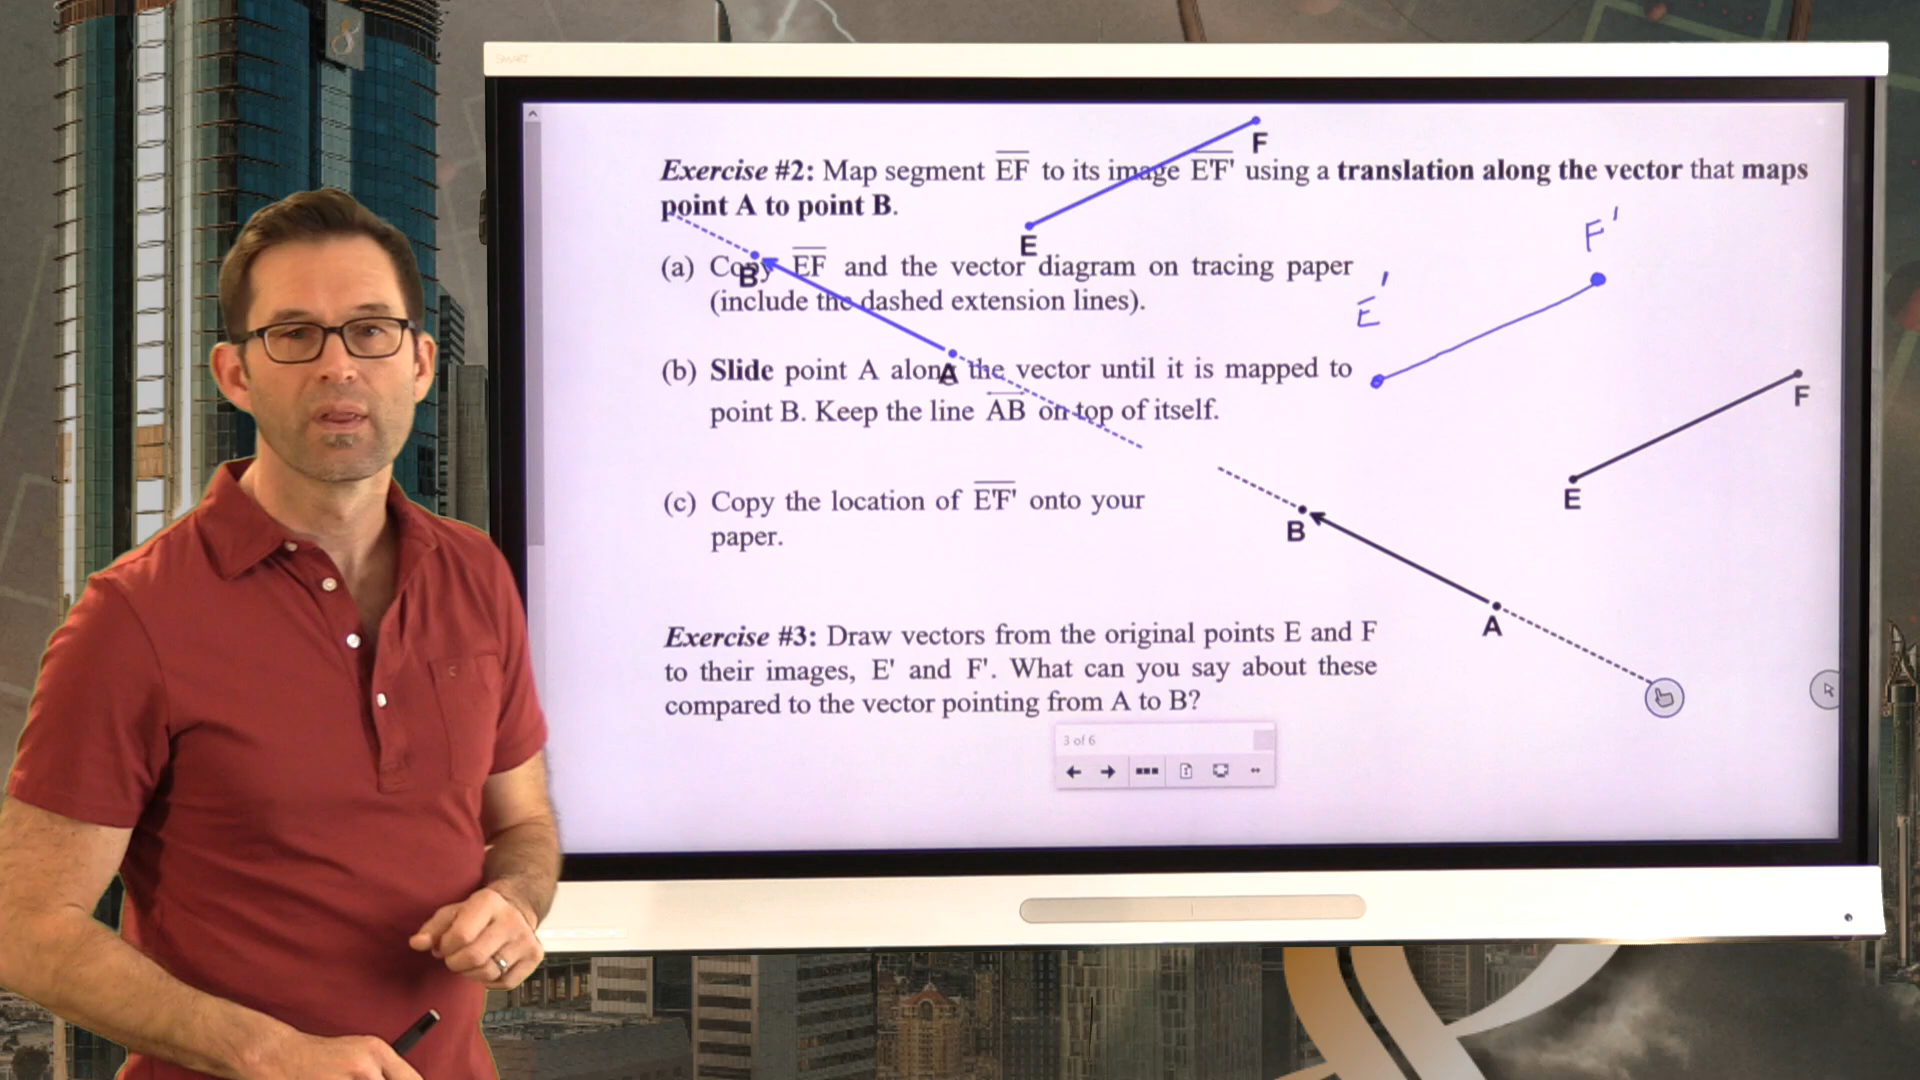 SMART
F
Exercise #2: Map segment EF to its image E'F' using a translation along the vector that maps
point A to point B.
F'
E
(a) Copy EF and the vector diagram on tracing paper
B
(include the dashed extension lines).
E'
(b) Slide point A along the vector until it is mapped to
A
F
point B. Keep the line AB on top of itself.
(c) Copy the location of E'F' onto your
E
B
paper.
Exercise #3: Draw vectors from the original points E and F
A
to their images, E' and F'. What can you say about these
compared to the vector pointing from A to B?
3 of 6